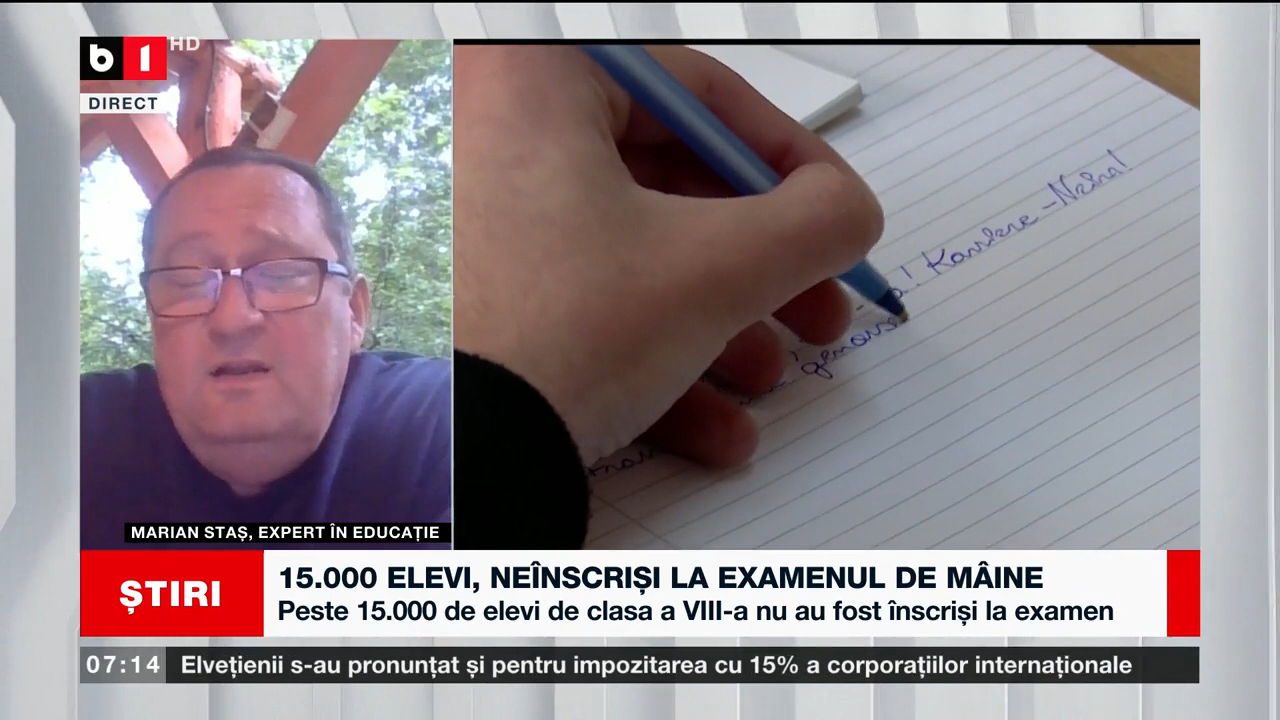 b1 HD
DIRECT
Kariere - Neîna!
MARIAN STAȘ, EXPERT ÎN EDUCAȚIE
ȘTIRI
15.000 ELEVI, NEÎNSCRIȘI LA EXAMENUL DE MÂINE
Peste 15.000 de elevi de clasa a VIII-a nu au fost înscriși la examen
07:14 Elvețienii s-au pronunțat și pentru impozitarea cu 15% a corporațiilor internaționale